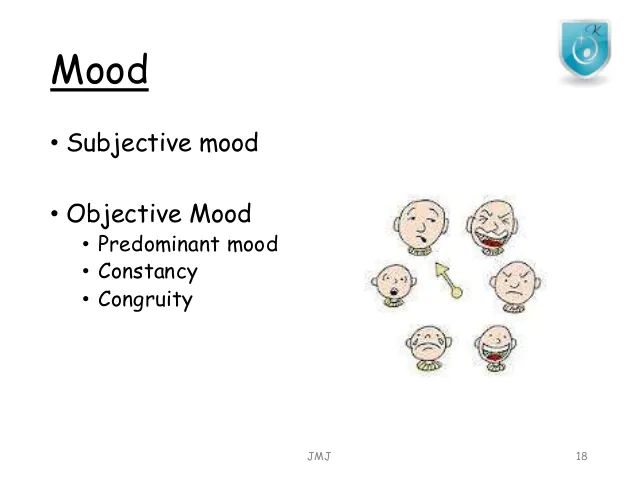 Mood
• Subjective mood
• Objective Mood
• Predominant mood
• Constancy
• Congruity
K
JMJ
18